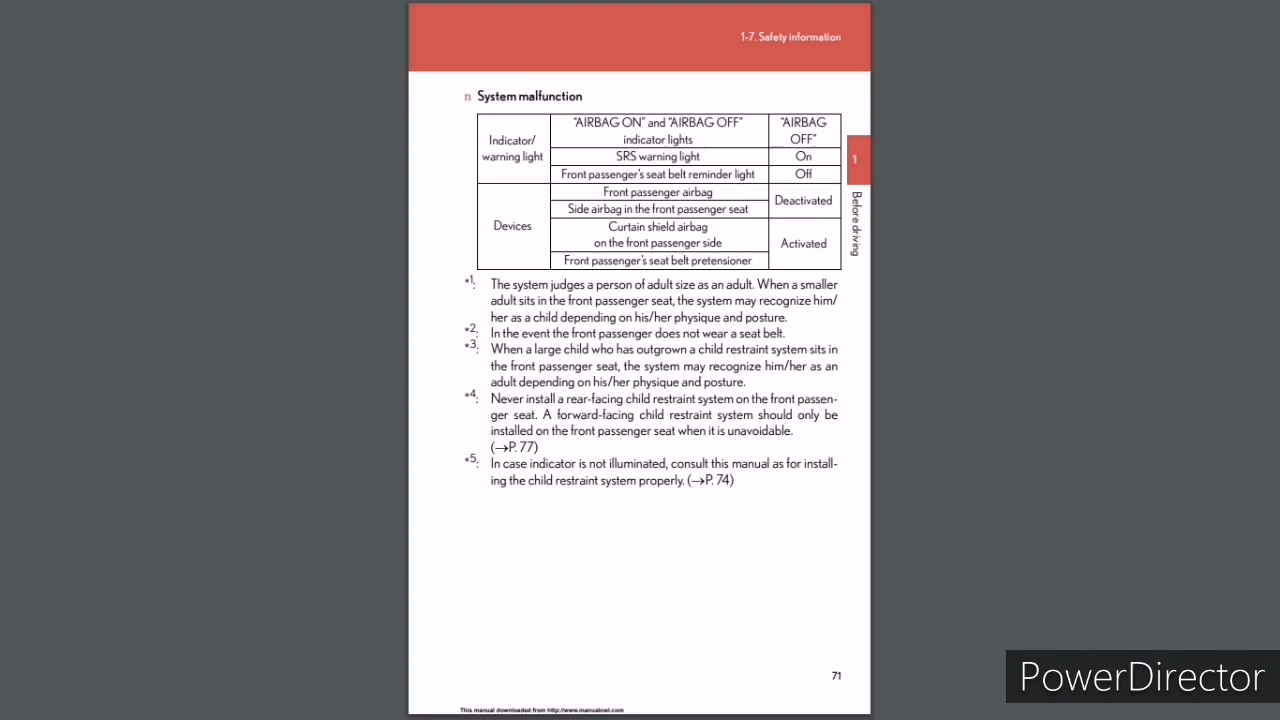 1-7. Safety information
n System malfunction
Indicator/
warning light
"AIRBAG ON" and "AIRBAG OFF"
indicator lights
"AIRBAG
OFF"
SRS warning light
On
Front passenger's seat belt reminder light
Off
Devices
Front passenger airbag
Side airbag in the front passenger seat
Deactivated
Curtain shield airbag
on the front passenger side
Front passenger's seat belt pretensioner
Activated
*1: The system judges a person of adult size as an adult. When a smaller
adult sits in the front passenger seat, the system may recognize him/
her as a child depending on his/her physique and posture.
*2: In the event the front passenger does not wear a seat belt.
*3: When a large child who has outgrown a child restraint system sits in
the front passenger seat, the system may recognize him/her as an
adult depending on his/her physique and posture.
*4: Never install a rear-facing child restraint system on the front passen-
ger seat. A forward-facing child restraint system should only be
installed on the front passenger seat when it is unavoidable.
(→P. 77)
*5: In case indicator is not illuminated, consult this manual as for install-
ing the child restraint system properly. (→P. 74)
1
Before driving
71
This manual downloaded from http://www.manualowl.com
PowerDirector